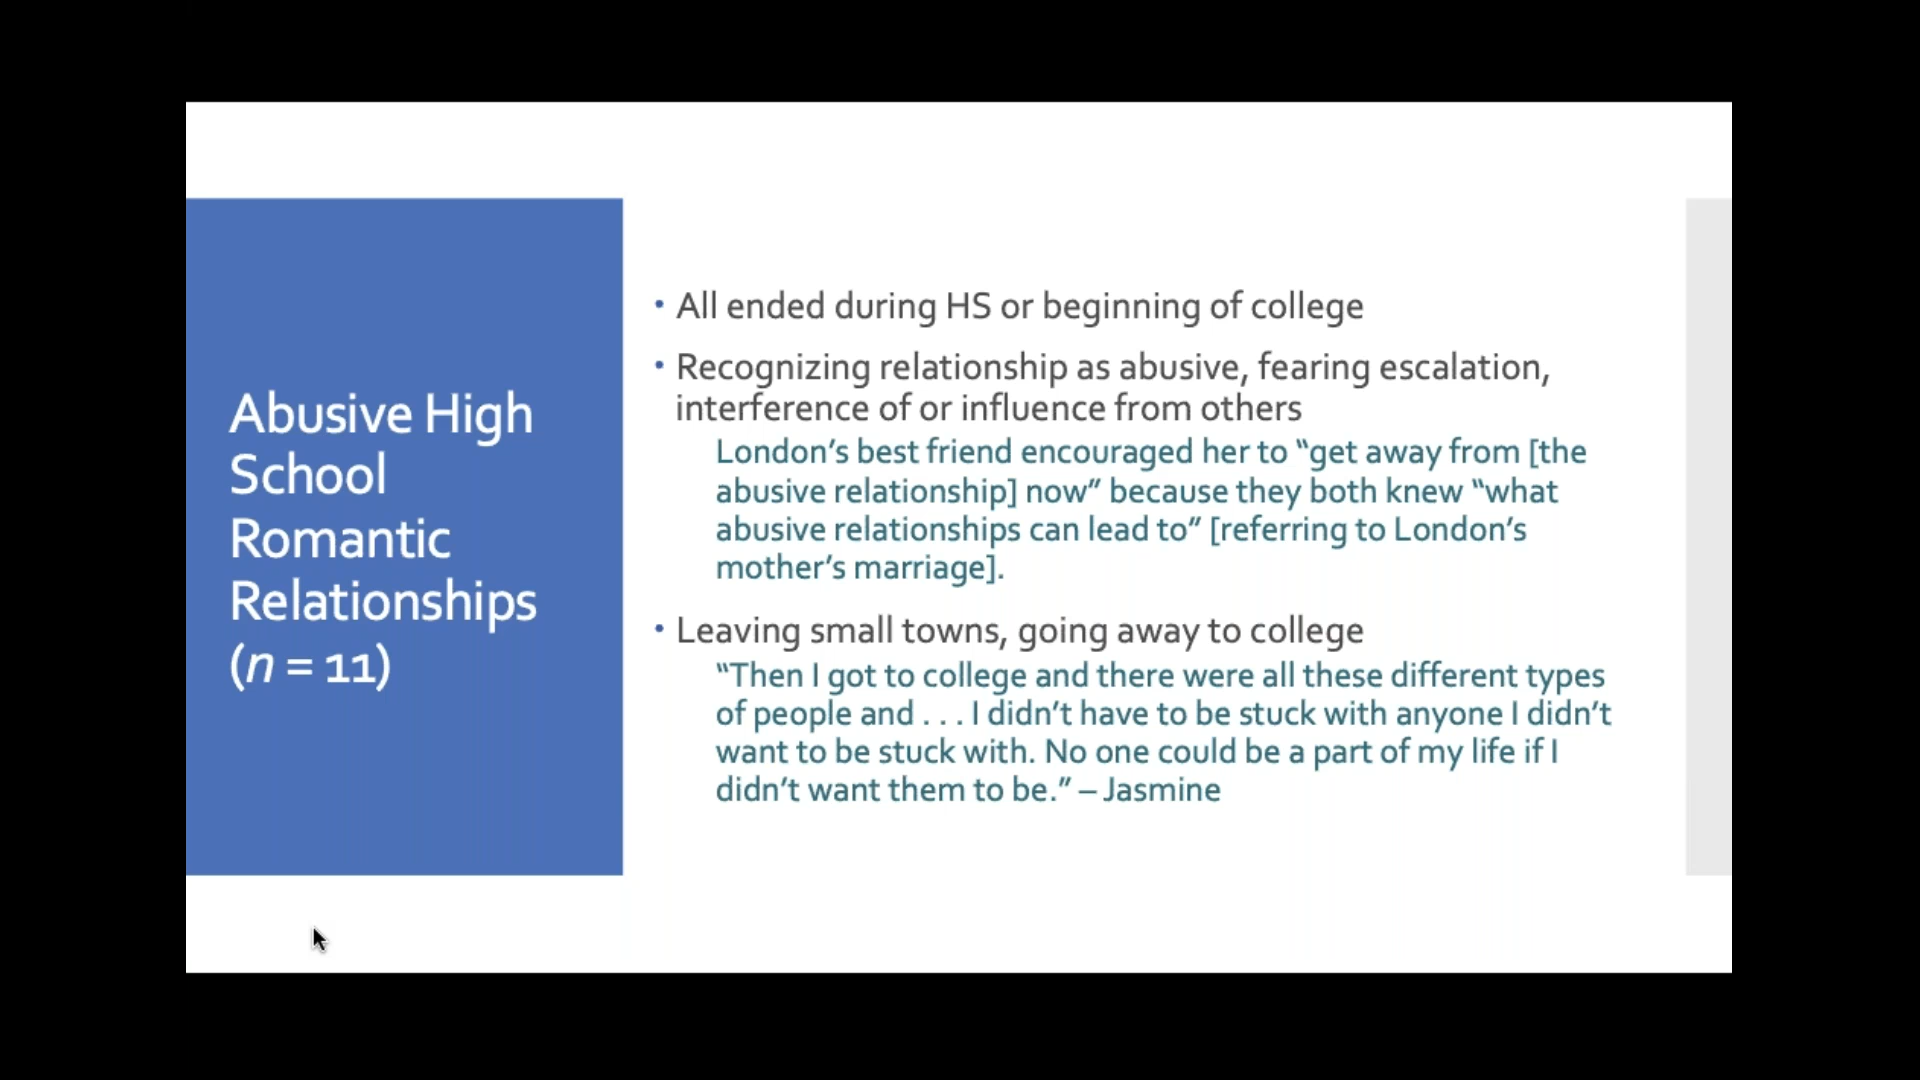 Abusive High
School
Romantic
Relationships
(n = 11)
• All ended during HS or beginning of college
• Recognizing relationship as abusive, fearing escalation,
interference of or influence from others
London’s best friend encouraged her to “get away from [the
abusive relationship] now” because they both knew “what
abusive relationships can lead to” [referring to London’s
mother’s marriage].
• Leaving small towns, going away to college
“Then I got to college and there were all these different types
of people and . . . I didn’t have to be stuck with anyone I didn’t
want to be stuck with. No one could be a part of my life if I
didn’t want them to be.” – Jasmine